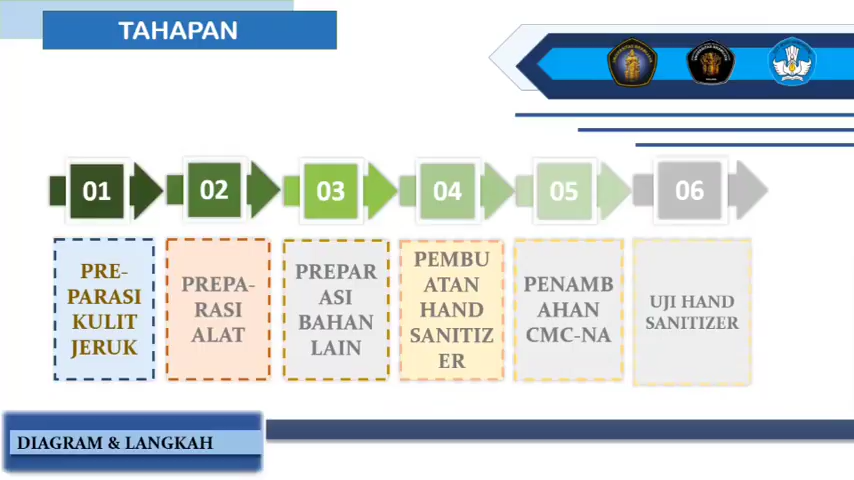 TAHAPAN
01
02
03
04
05
06
PRE-
PARASI
KULIT
JERUK
PREPA-
RASI
ALAT
PREPAR
ASI
BAHAN
LAIN
PEMBU
ATAN
HAND
SANITIZ
ER
PENAMB
AHAN
CMC-NA
UJI HAND
SANITIZER
DIAGRAM & LANGKAH